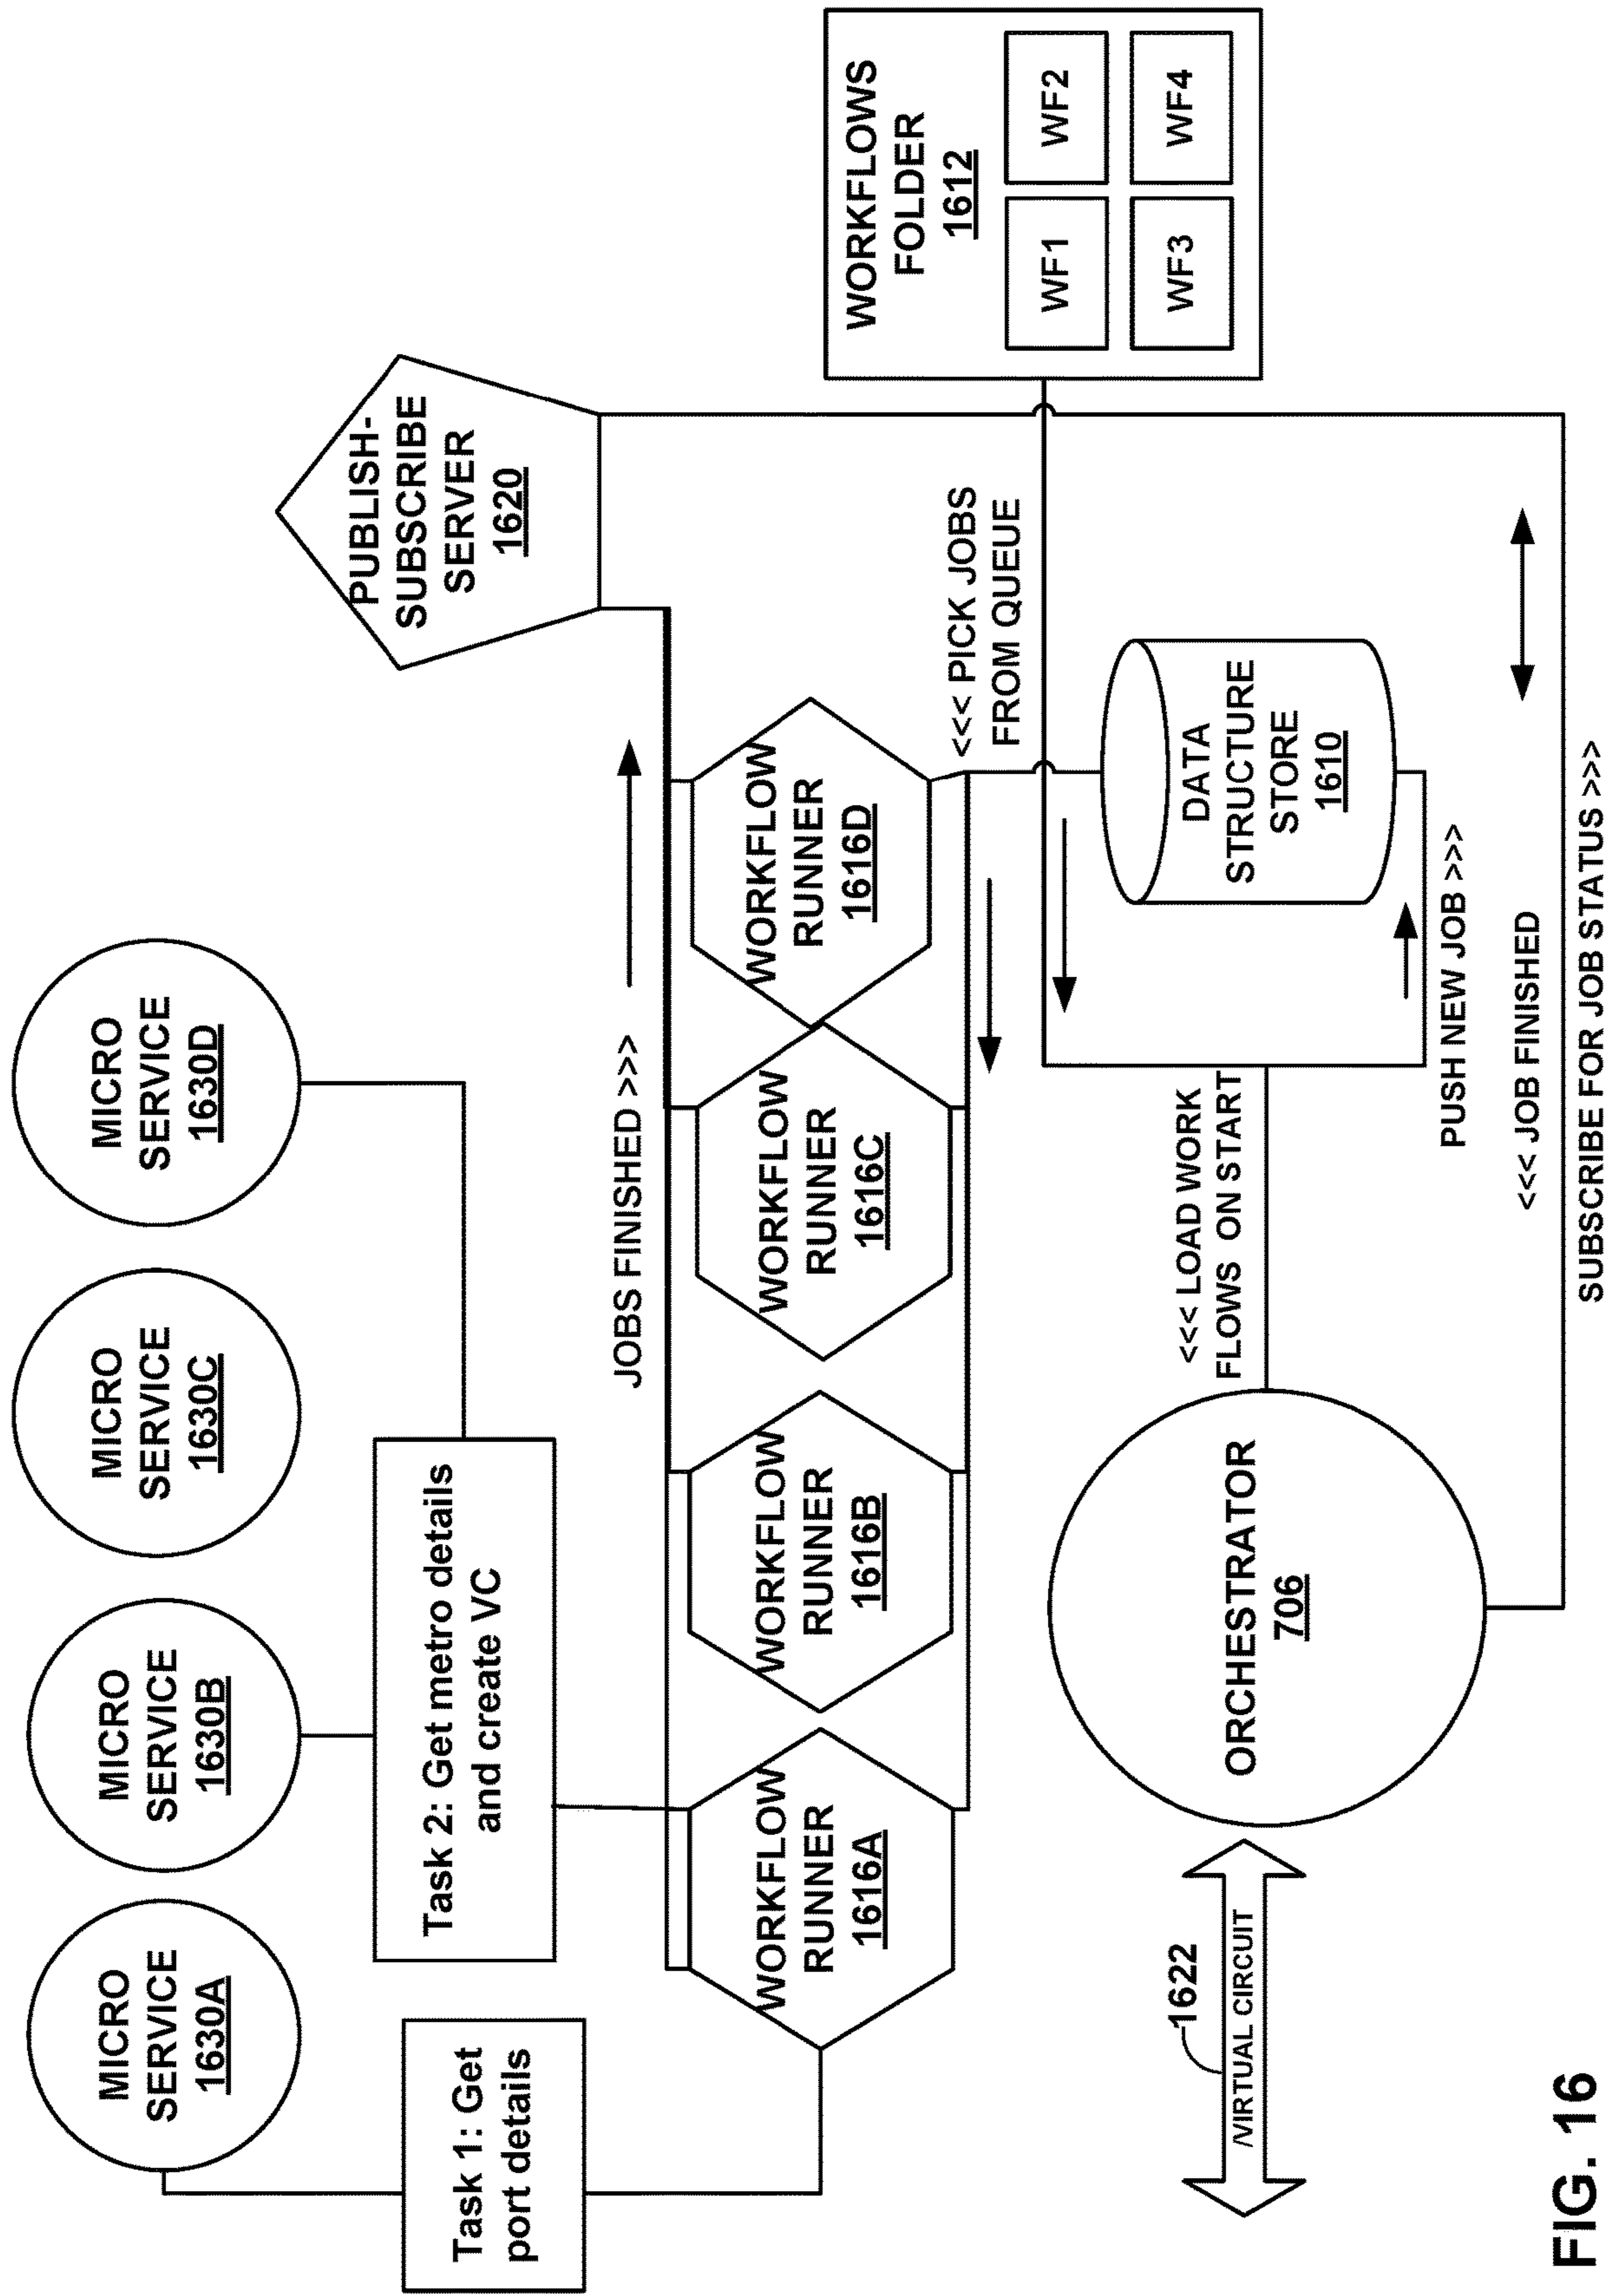 MICRO
SERVICE
1630A
MICRO
SERVICE
1630B
MICRO
SERVICE
1630C
MICRO
SERVICE
1630D
Task 1: Get
port details
Task 2: Get metro details
and create VC
JOBS FINISHED >>>
PUBLISH-
SUBSCRIBE
SERVER
1620
WORKFLOW
RUNNER
1616A
WORKFLOW
RUNNER
1616B
WORKFLOW
RUNNER
1616C
WORKFLOW
RUNNER
1616D
<<< PICK JOBS
FROM QUEUE
WORKFLOWS
FOLDER
1612
WF1
WF2
WF3
WF4
1622
/VIRTUAL CIRCUIT
ORCHESTRATOR
706
<<< LOAD WORK
FLOWS ON START
DATA
STRUCTURE
STORE
1610
PUSH NEW JOB >>>
<<< JOB FINISHED
SUBSCRIBE FOR JOB STATUS >>>
FIG. 16